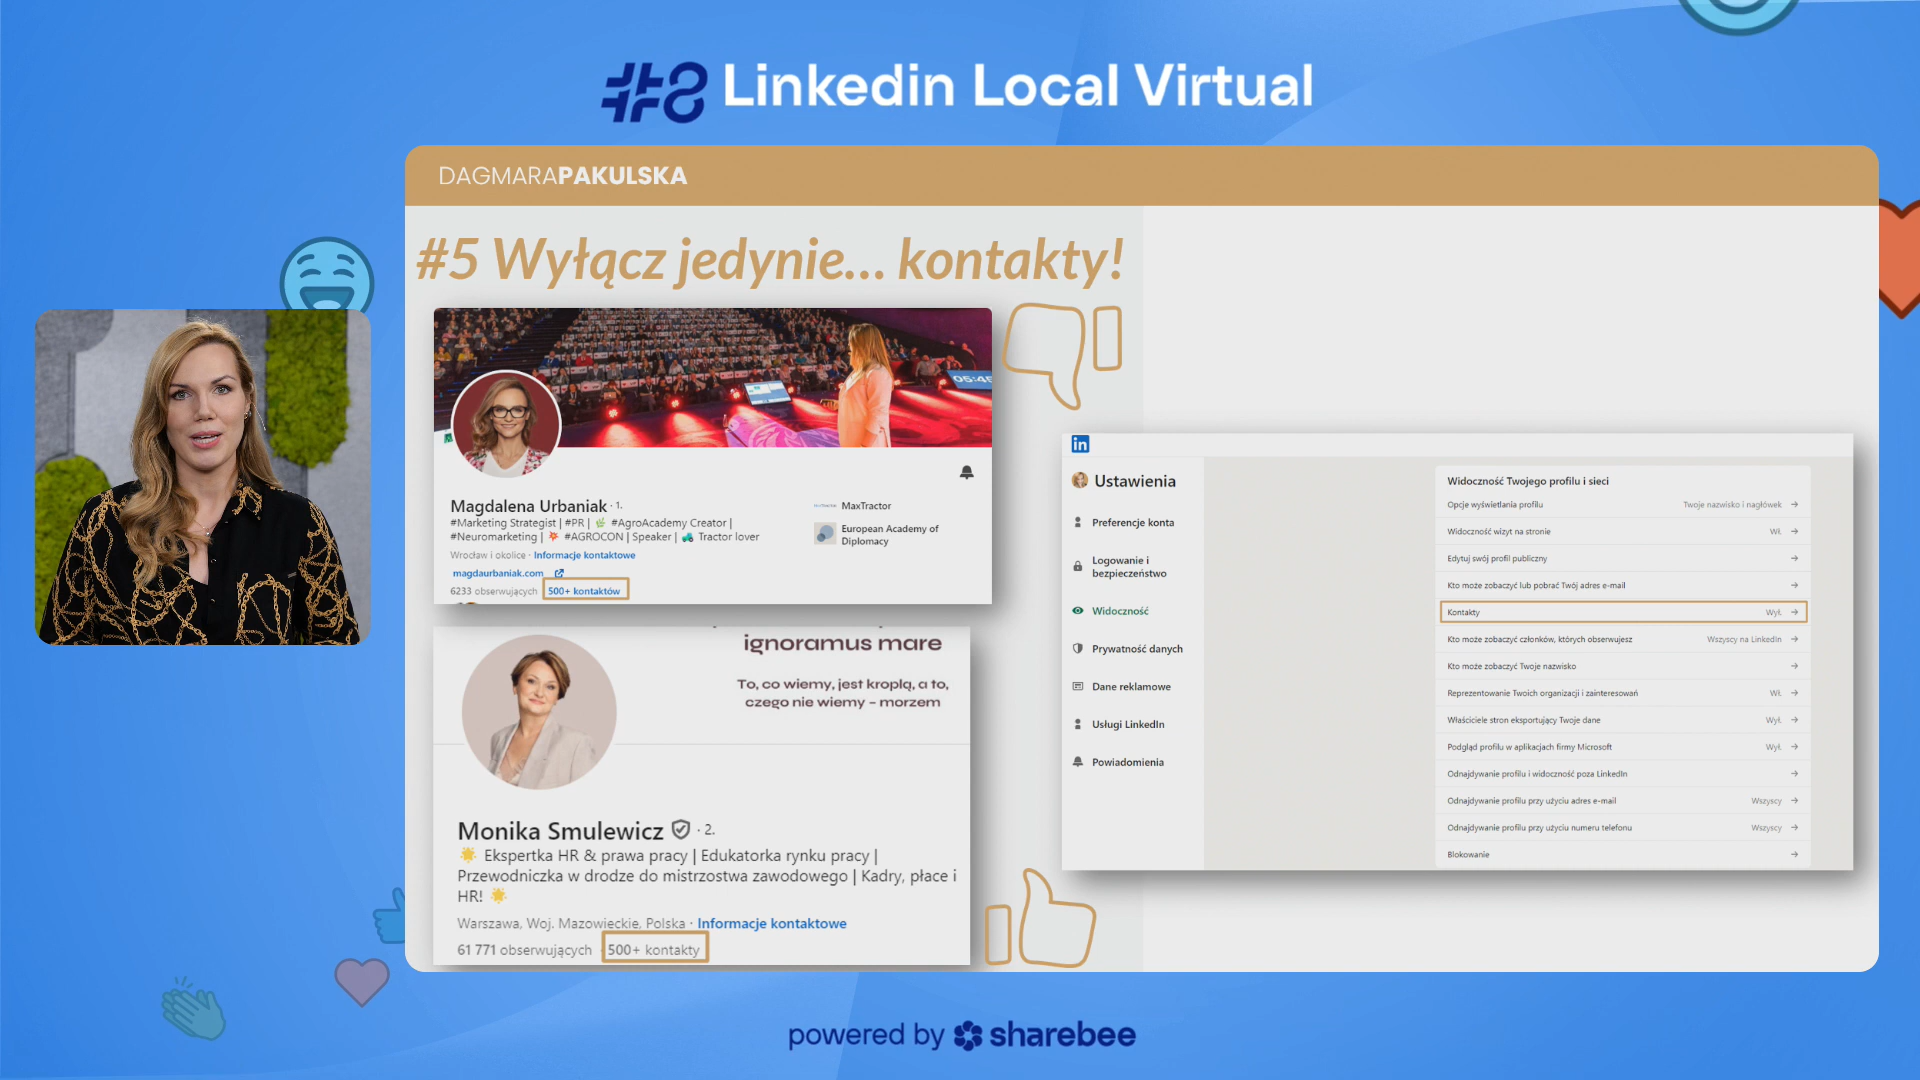 #8 Linkedin Local Virtual
DAGMARAPAKULSKA
#5 Wyłącz jedynie... kontakty!
05:45
Magdalena Urbaniak · 1.
#Marketing Strategist | #PR | #AgroAcademy Creator |
#Neuromarketing | #AGROCON | Speaker | Tractor lover
Wrocław i okolice · Informacje kontaktowe
magdaurbaniak.com
6233 obserwujących 500+ kontaktów
MaxTractor
European Academy of
Diplomacy
ignoramus mare
To, co wiemy, jest kroplą, a to,
czego nie wiemy – morzem
Monika Smulewicz · 2.
Ekspertka HR & prawa pracy | Edukatorka rynku pracy |
Przewodniczka w drodze do mistrzostwa zawodowego | Kadry, płace i
HR!
Warszawa, Woj. Mazowieckie, Polska · Informacje kontaktowe
61 771 obserwujących 500+ kontakty
in
Ustawienia
Preferencje konta
Logowanie i
bezpieczeństwo
Widoczność
Prywatność danych
Dane reklamowe
Usługi LinkedIn
Powiadomienia
Widoczność Twojego profilu i sieci
Opcje wyświetlania profilu Twoje nazwisko i nagłówek
Widoczność wizyt na stronie Wł.
Edytuj swój profil publiczny
Kto może zobaczyć lub pobrać Twój adres e-mail
Kontakty Wył.
Kto może zobaczyć członków, których obserwujesz Wszyscy na LinkedIn
Kto może zobaczyć Twoje nazwisko
Reprezentowanie Twoich organizacji i zainteresowań Wł.
Właściciele stron eksportujący Twoje dane Wył.
Podgląd profilu w aplikacjach firmy Microsoft Wył.
Odnajdywanie profilu i widoczność poza LinkedIn
Odnajdywanie profilu przy użyciu adres e-mail Wszyscy
Odnajdywanie profilu przy użyciu numeru telefonu Wszyscy
Blokowanie
powered by sharebee